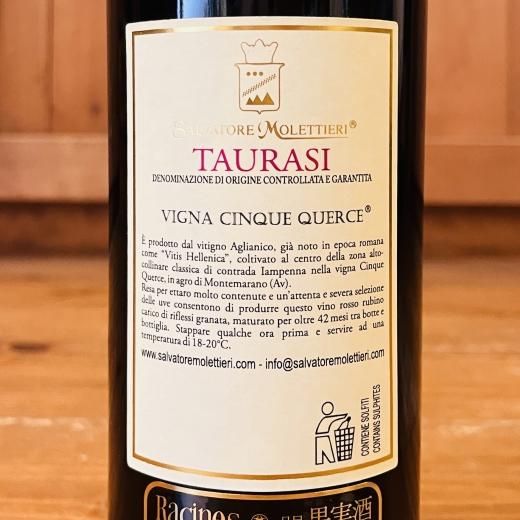 SALVATORE MOLETTIERI®
TAURASI
DENOMINAZIONE DI ORIGINE CONTROLLATA E GARANTITA
VIGNA CINQUE QUERCE®
È prodotto dal vitigno Aglianico, già noto in epoca romana
come “Vitis Hellenica”, coltivato al centro della zona alto-
collinare classica di contrada Iampenna nella vigna Cinque
Querce, in agro di Montemarano (Av).
Resa per ettaro molto contenute e un'attenta e severa selezione
delle uve consentono di produrre questo vino rosso rubino
carico di riflessi granata, maturato per oltre 42 mesi tra botte e
bottiglia. Stappare qualche ora prima e servire ad una
temperatura di 18-20°C.
www.salvatoremolettieri.com - info@salvatoremolettieri.com
CONTIENE SOLFITI
CONTAINS SULPHITES
Racines 果実酒